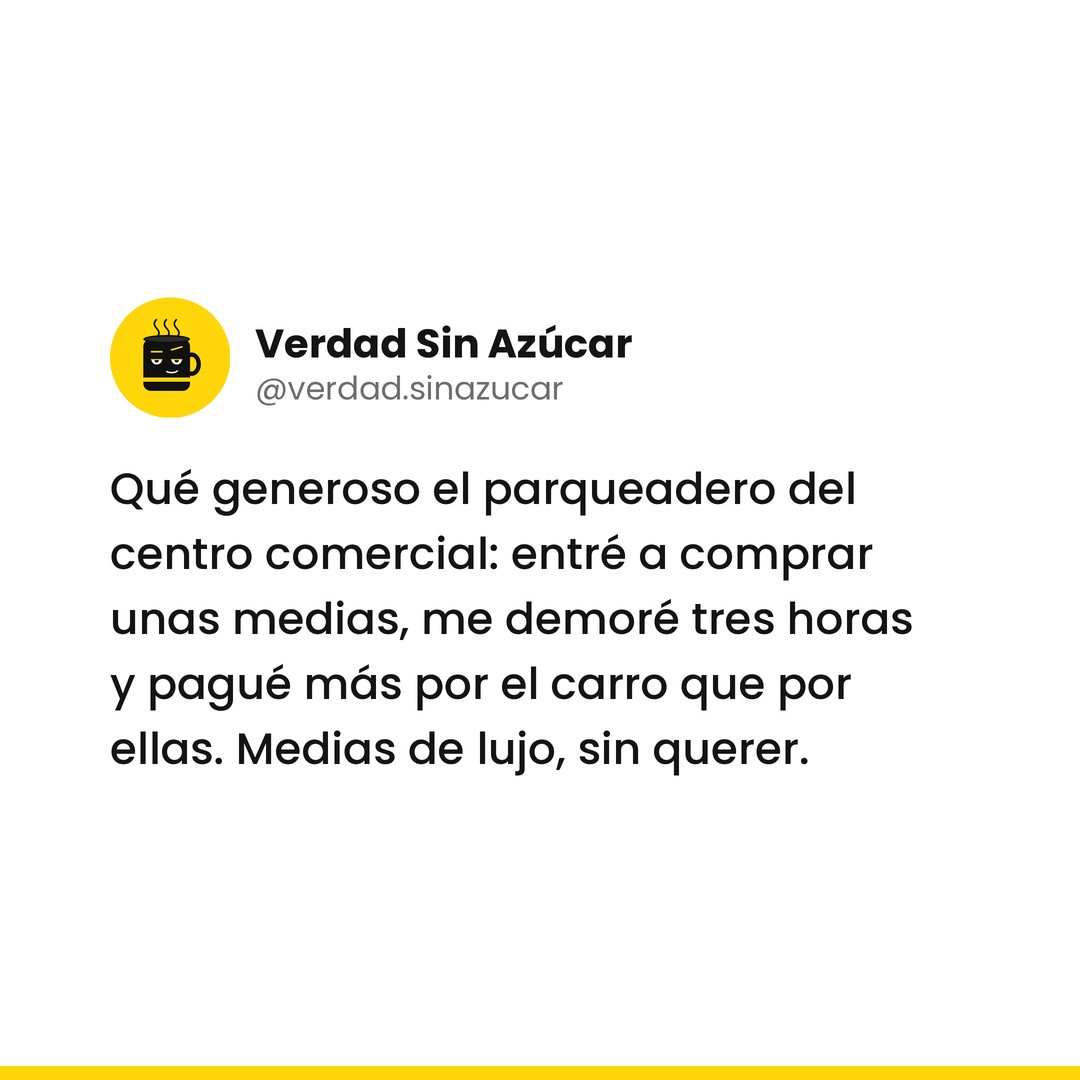 Verdad Sin Azúcar
@verdad.sinazucar
Qué generoso el parqueadero del
centro comercial: entré a comprar
unas medias, me demoré tres horas
y pagué más por el carro que por
ellas. Medias de lujo, sin querer.